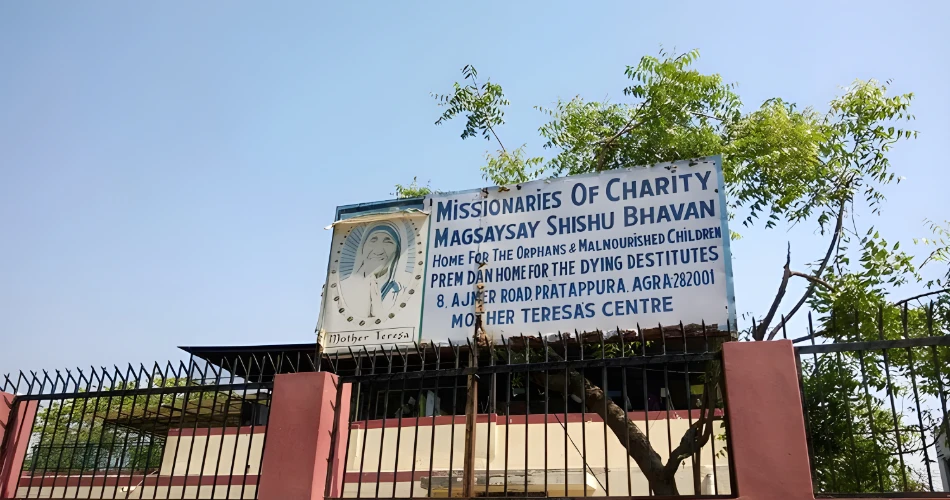 MISSIONARIES OF CHARITY.
MAGSAYSAY SHISHU BHAVAN
HOME FOR THE ORPHANS & MALNOURISHED CHILDREN
PREM DAN HOME FOR THE DYING DESTITUTES
8, AJMER ROAD, PRATAPPURA, AGRA-282001
MOTHER TERESA'S CENTRE
Mother Teresa